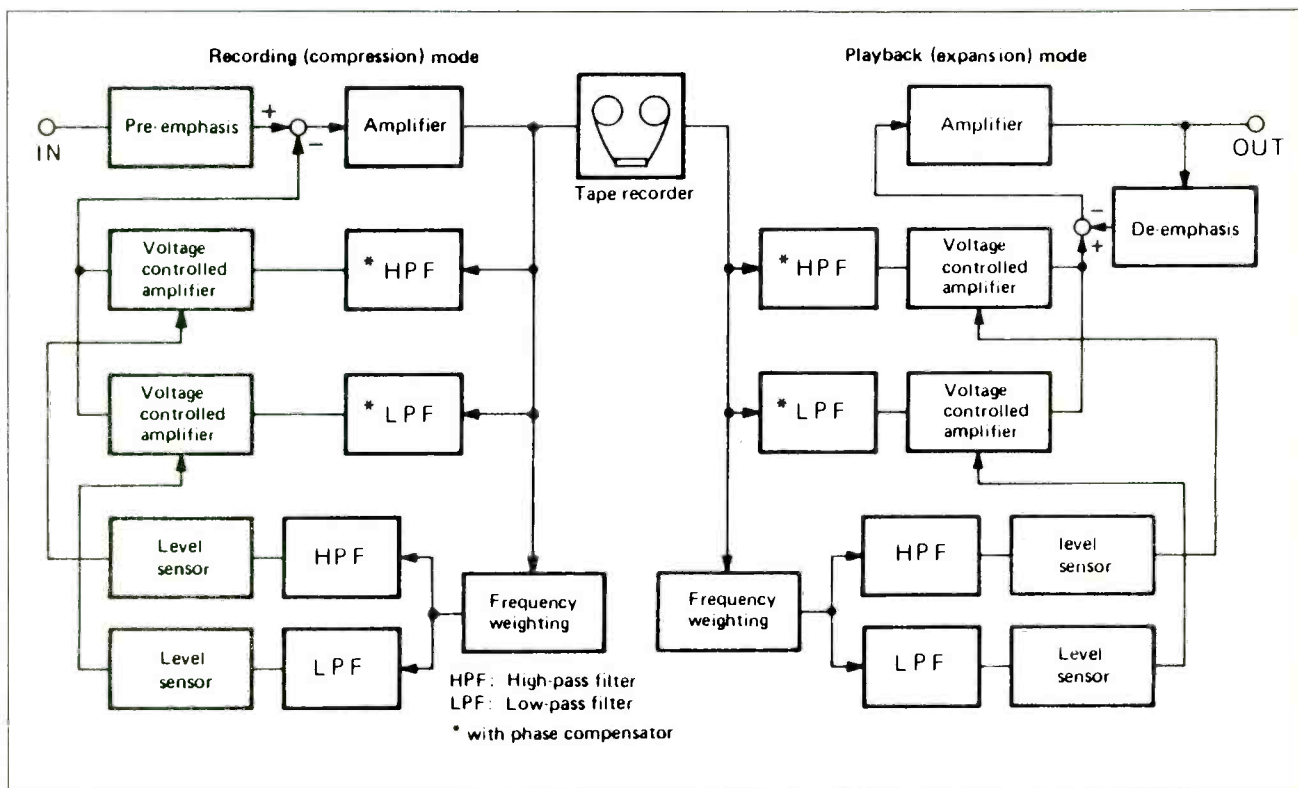 Recording (compression) mode
Playback (expansion) mode
IN
Pre-emphasis
+
-
Amplifier
Tape recorder
Amplifier
OUT
-
+
De-emphasis
Voltage
controlled
amplifier
* HPF
* HPF
Voltage
controlled
amplifier
Voltage
controlled
amplifier
* LPF
* LPF
Voltage
controlled
amplifier
Level
sensor
HPF
HPF
level
sensor
Frequency
weighting
Frequency
weighting
Level
sensor
LPF
LPF
Level
sensor
HPF: High-pass filter
LPF: Low-pass filter
* with phase compensator